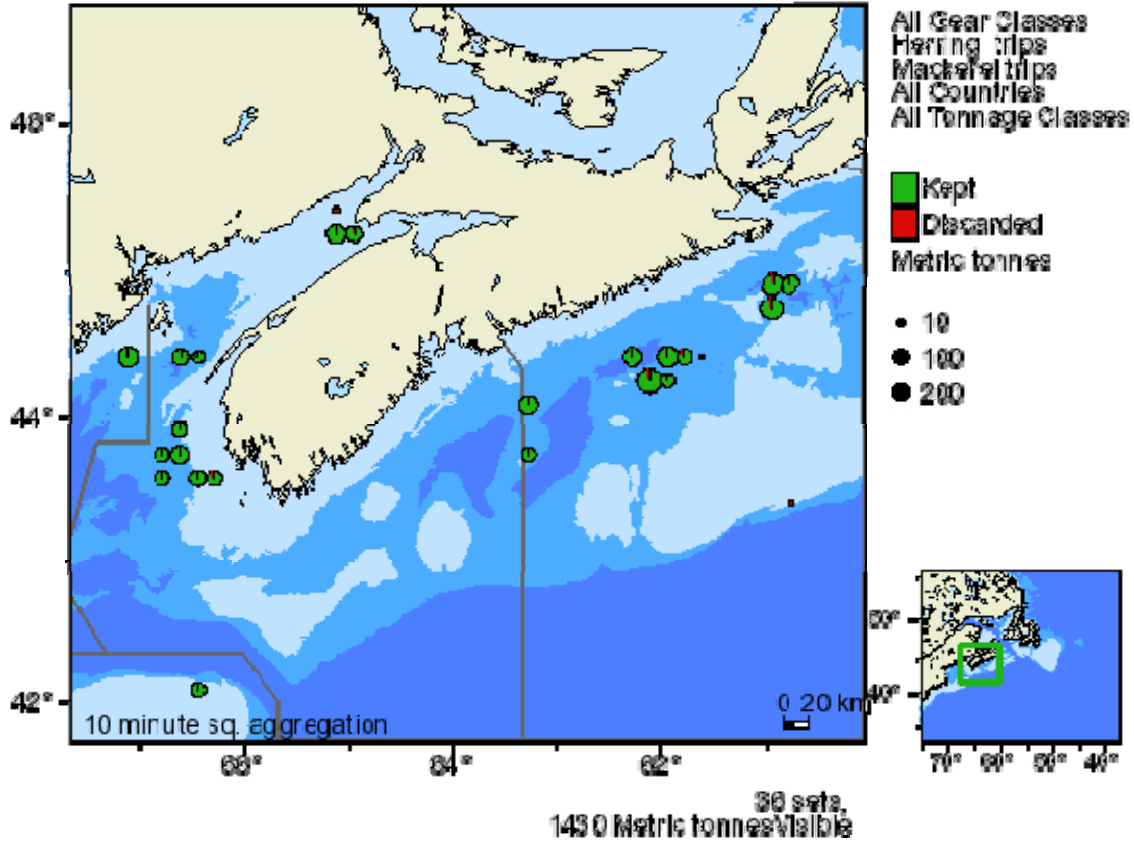 All Gear Classes
Herring trips
Mackerel trips
All Countries
All Tonnage Classes
Kept
Discarded
Metric tonnes
10
100
200
44°
42°
10 minute sq. aggregation
0 20 km
66°
64°
62°
40°
70° 60° 50° 40°
36 sets,
1430 Metric tonnesVisible